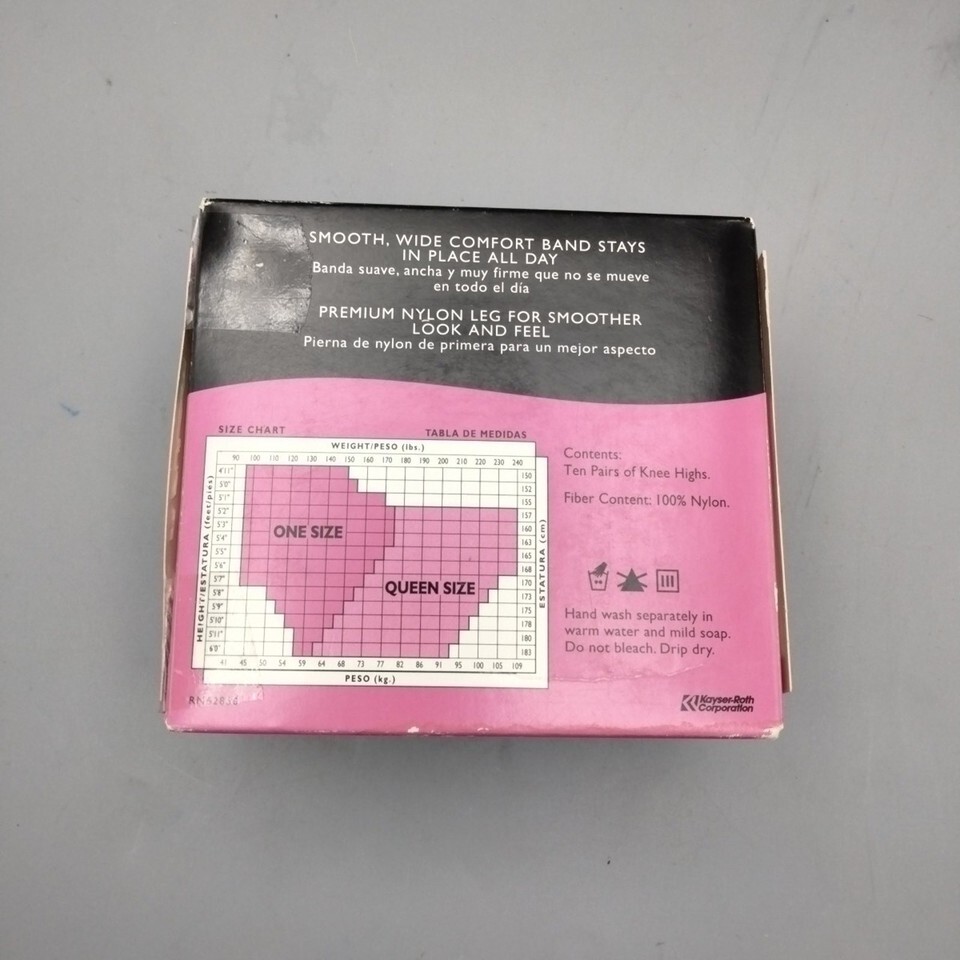 SMOOTH, WIDE COMFORT BAND STAYS
IN PLACE ALL DAY
Banda suave, ancha y muy firme que no se mueve
en todo el día
PREMIUM NYLON LEG FOR SMOOTHER
LOOK AND FEEL
Pierna de nylon de primera para un mejor aspecto
SIZE CHART TABLA DE MEDIDAS
WEIGHT/PESO (lbs.)
90 100 110 120 130 140 150 160 170 180 190 200 210 220 230 240
HEIGHT/ESTATURA (feet/pies)
4'11" 150
5'0" 152
5'1" 155
5'2" 157
5'3" 160
5'4" 163
5'5" 165
5'6" 168
5'7" 170
5'8" 173
5'9" 175
5'10" 178
5'11" 180
6'0" 183
ESTATURA (cm)
ONE SIZE
QUEEN SIZE
41 45 50 54 59 64 68 73 77 82 86 91 95 100 105 109
PESO (kg.)
Contents:
Ten Pairs of Knee Highs.
Fiber Content: 100% Nylon.
Hand wash separately in
warm water and mild soap.
Do not bleach. Drip dry.
Kayser-Roth
Corporation